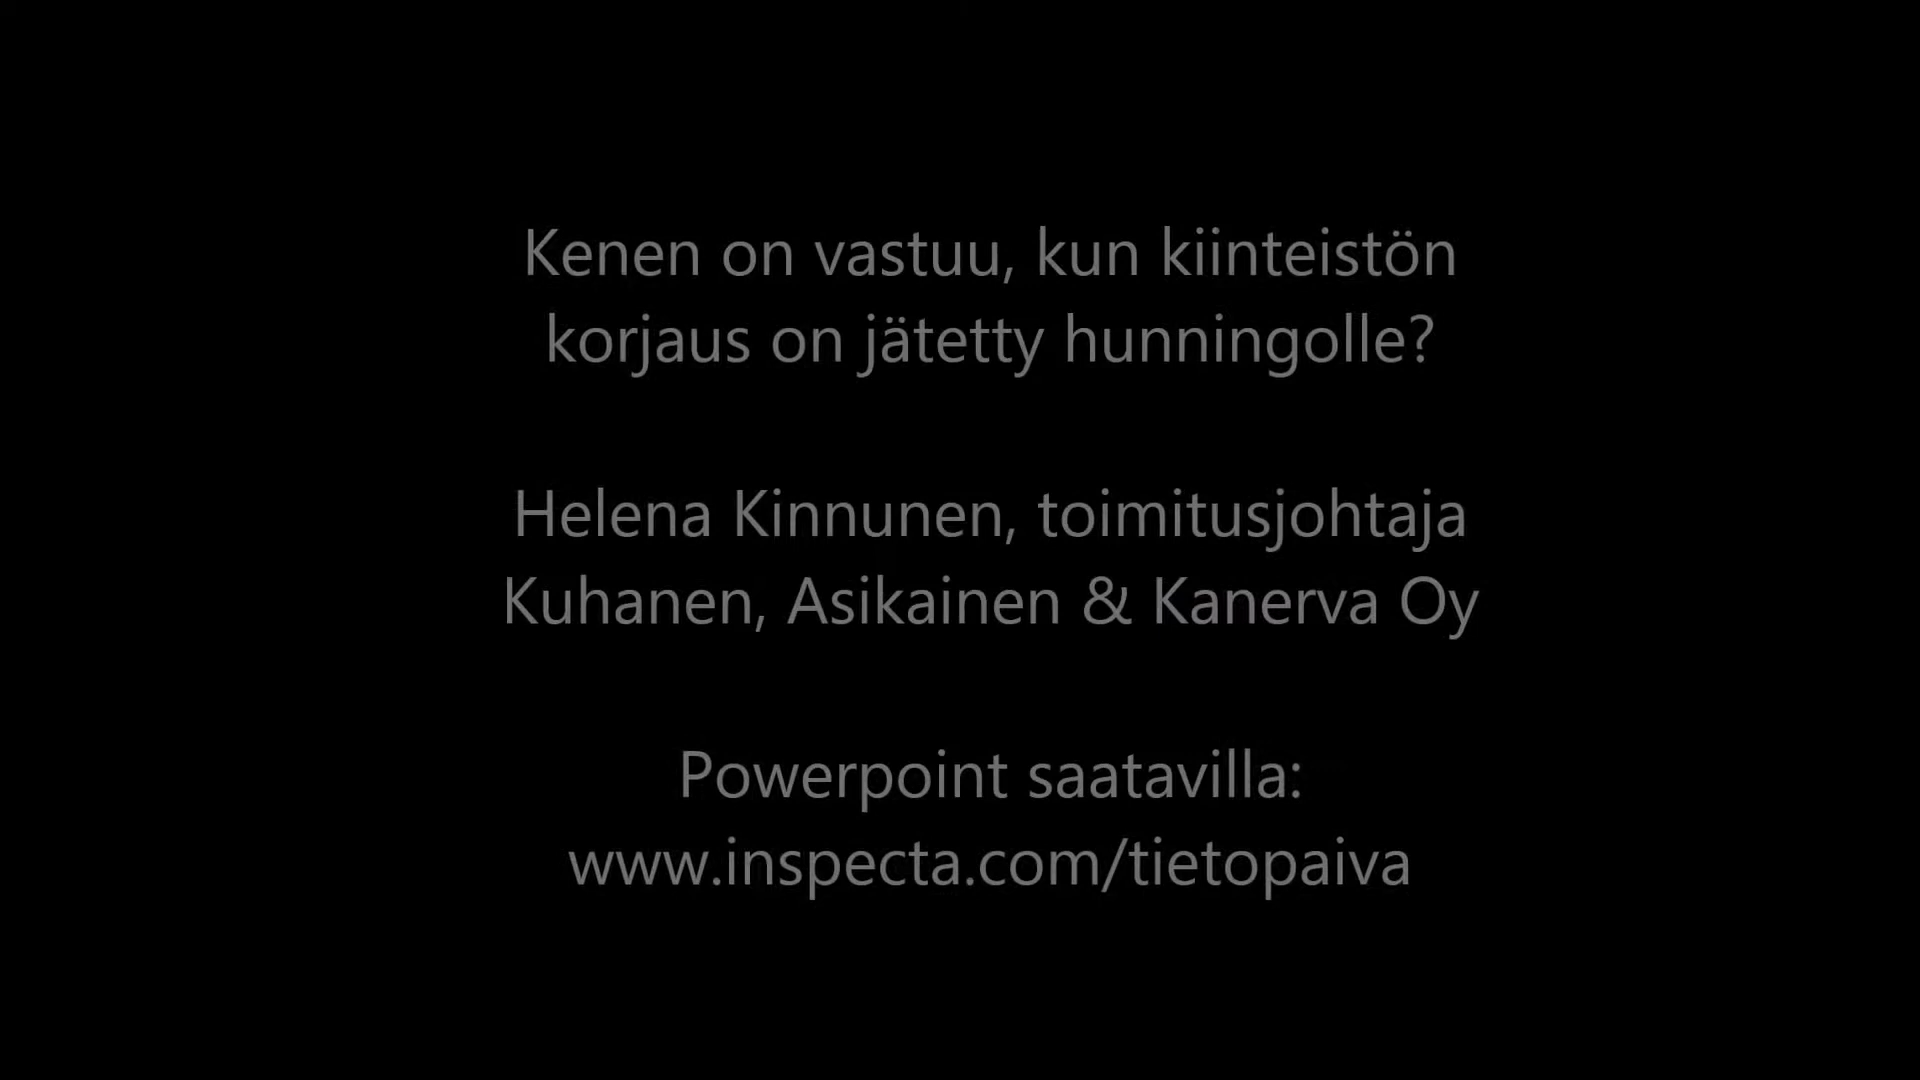 Kenen on vastuu, kun kiinteistön
korjaus on jätetty hunningolle?
Helena Kinnunen, toimitusjohtaja
Kuhanen, Asikainen & Kanerva Oy
Powerpoint saatavilla:
www.inspecta.com/tietopaiva